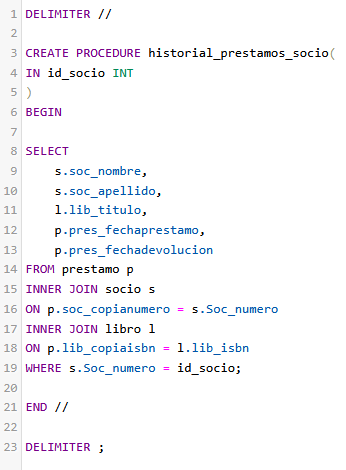 1 DELIMITER //
2
3 CREATE PROCEDURE historial_prestamos_socio(
4 IN id_socio INT
5 )
6 BEGIN
7
8 SELECT
9     s.soc_nombre,
10     s.soc_apellido,
11     l.lib_titulo,
12     p.pres_fechaprestamo,
13     p.pres_fechadevolucion
14 FROM prestamo p
15 INNER JOIN socio s
16 ON p.soc_copianumero = s.Soc_numero
17 INNER JOIN libro l
18 ON p.lib_copiaisbn = l.lib_isbn
19 WHERE s.Soc_numero = id_socio;
20
21 END //
22
23 DELIMITER ;